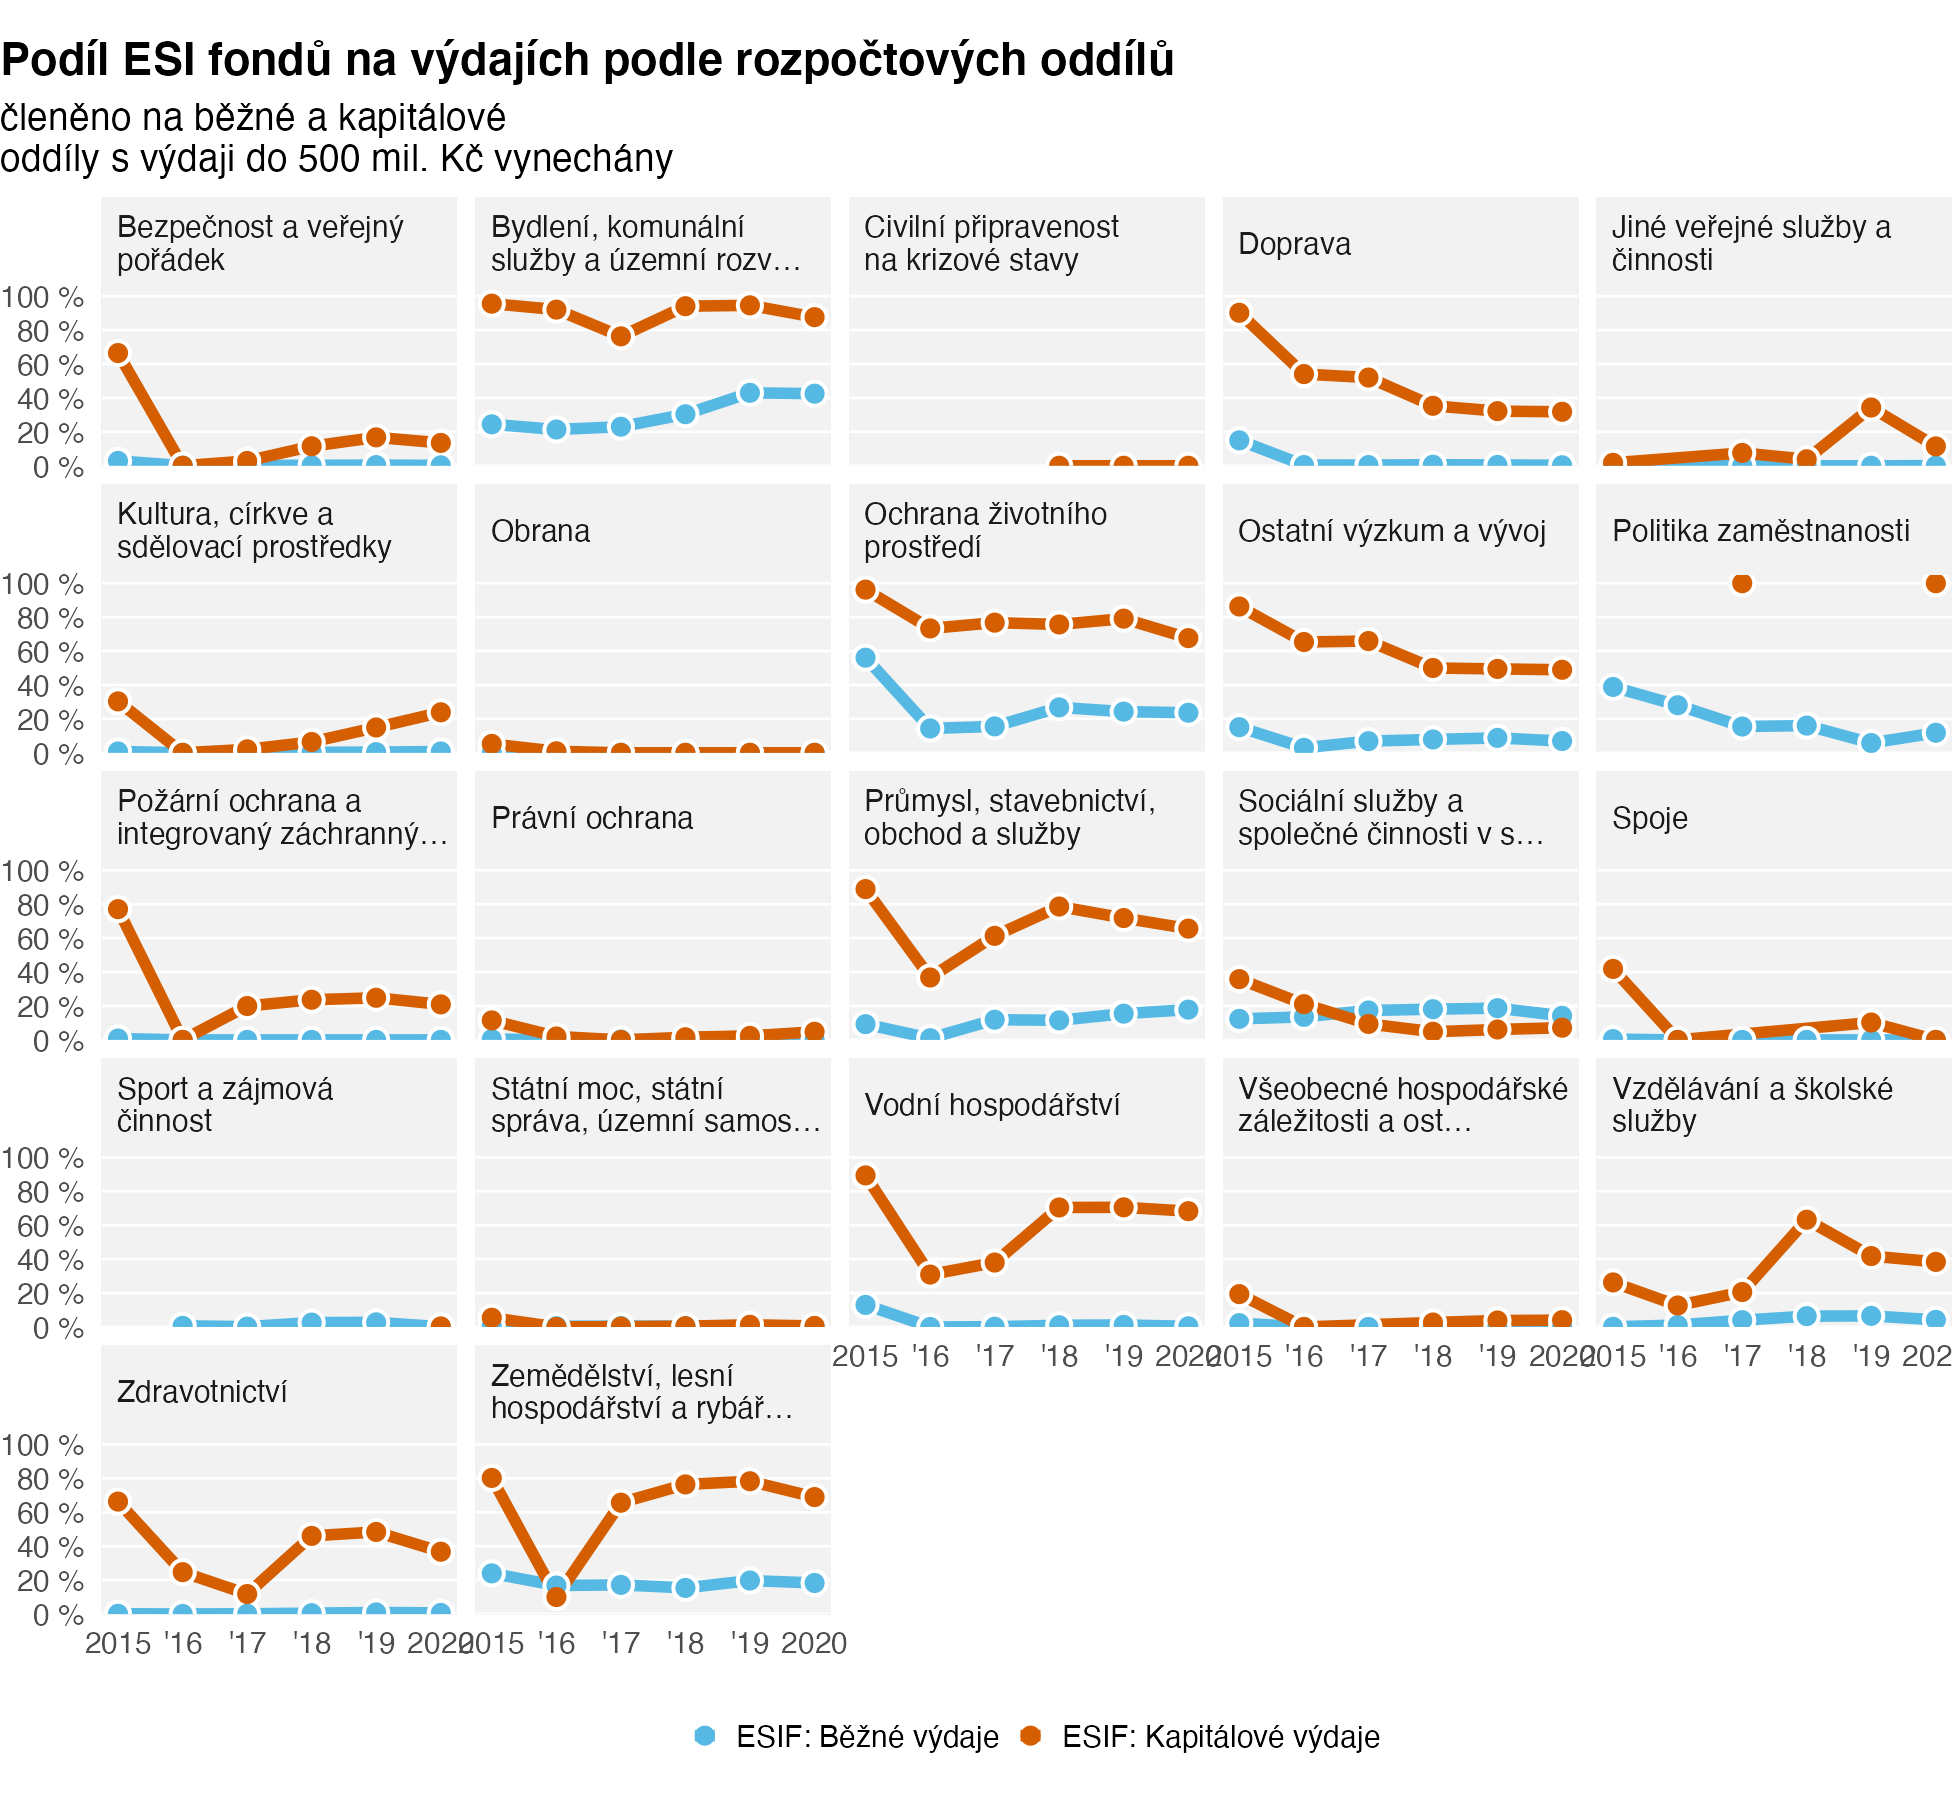 Podíl ESI fondů na výdajích podle rozpočtových oddílů
členěno na běžné a kapitálové
oddíly s výdaji do 500 mil. Kč vynechány
Bezpečnost a veřejný
pořádek
Bydlení, komunální
služby a územní rozv…
Civilní připravenost
na krizové stavy
Doprava
Jiné veřejné služby a
činnosti
100 %
80 %
60 %
40 %
20 %
0 %
Kultura, církve a
sdělovací prostředky
Obrana
Ochrana životního
prostředí
Ostatní výzkum a vývoj
Politika zaměstnanosti
100 %
80 %
60 %
40 %
20 %
0 %
Požární ochrana a
integrovaný záchranný…
Právní ochrana
Průmysl, stavebnictví,
obchod a služby
Sociální služby a
společné činnosti v s…
Spoje
100 %
80 %
60 %
40 %
20 %
0 %
Sport a zájmová
činnost
Státní moc, státní
správa, územní samos…
Vodní hospodářství
Všeobecné hospodářské
záležitosti a ost…
Vzdělávání a školské
služby
100 %
80 %
60 %
40 %
20 %
0 %
2015 '16 '17 '18 '19 2020
2015 '16 '17 '18 '19 2020
2015 '16 '17 '18 '19 202
Zdravotnictví
Zemědělství, lesní
hospodářství a rybář…
100 %
80 %
60 %
40 %
20 %
0 %
2015 '16 '17 '18 '19 2020
2015 '16 '17 '18 '19 2020
ESIF: Běžné výdaje
ESIF: Kapitálové výdaje